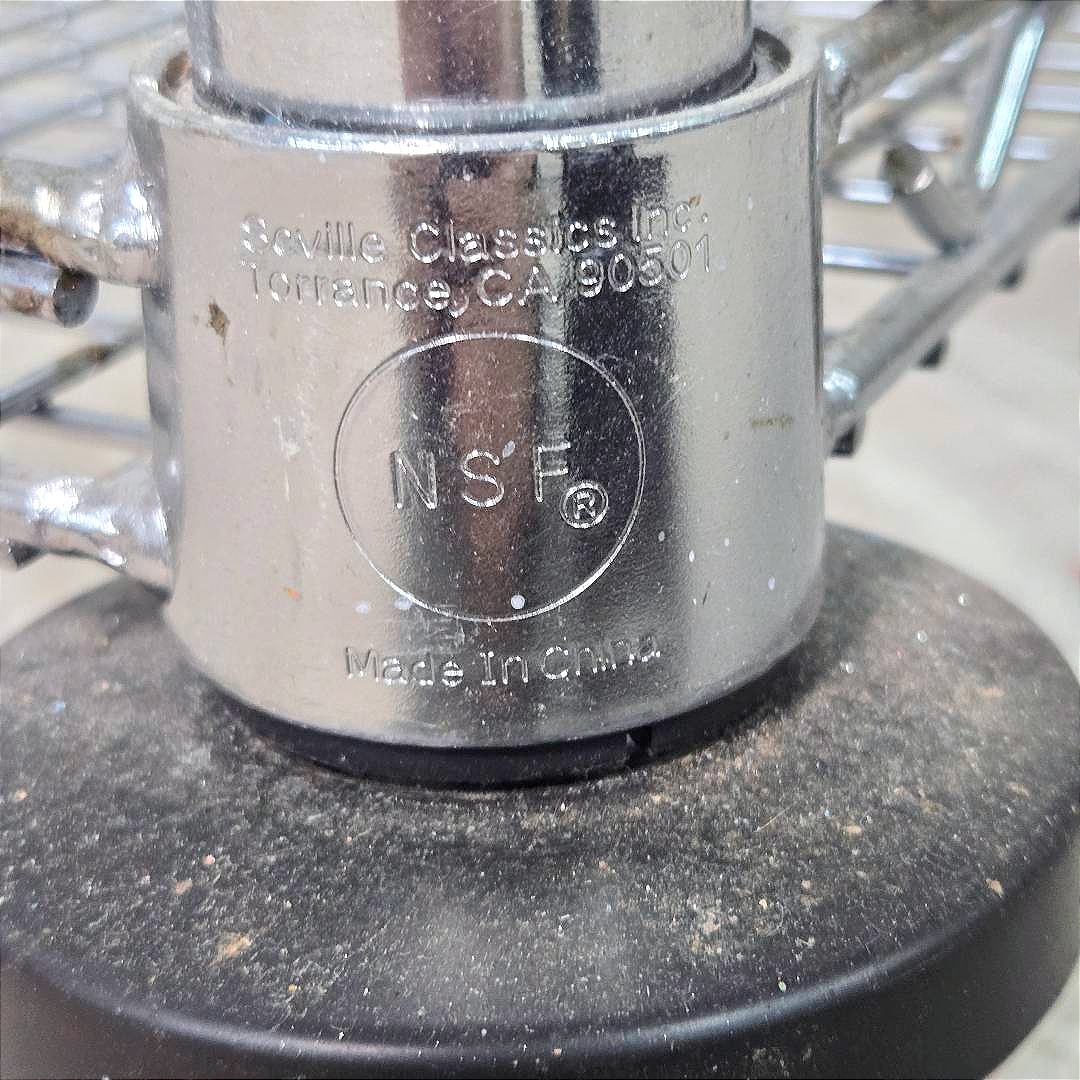 Seville Classics Inc.
Torrance, CA 90501
NSF®
Made In China